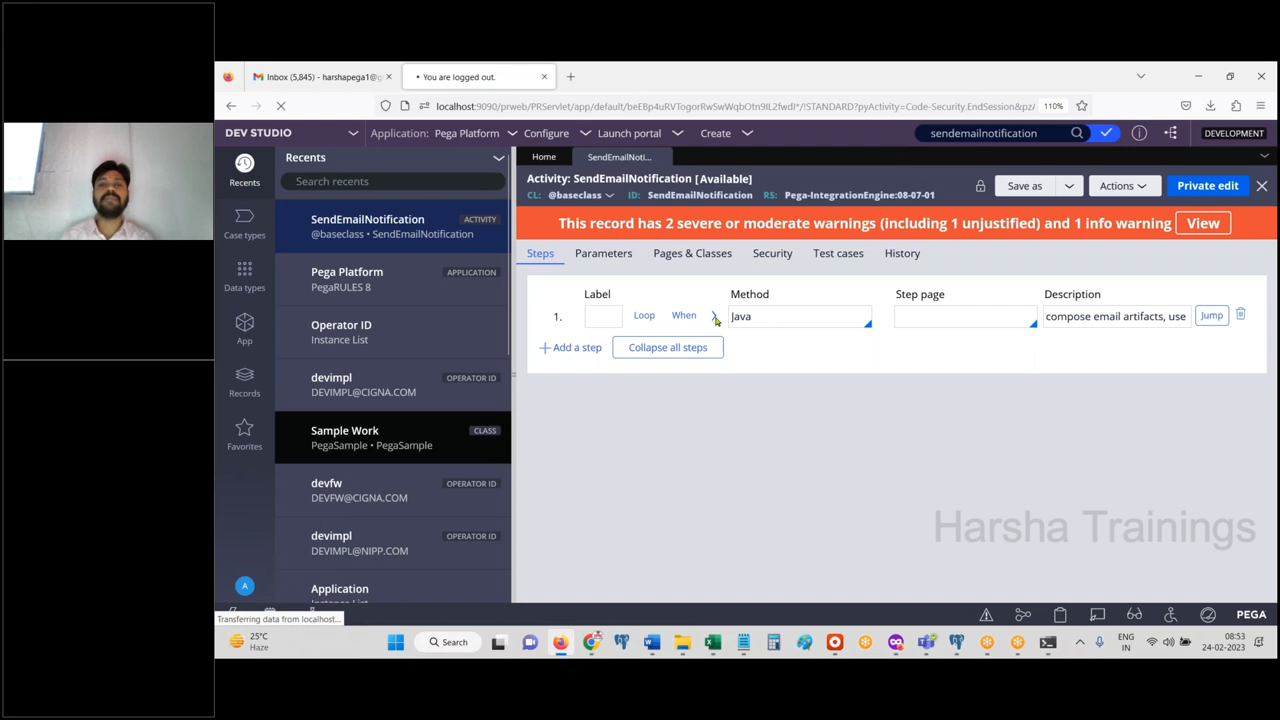 Inbox (5,845) - harshapega1@g
You are logged out.
localhost:9090/prweb/PRServlet/app/default/beEBp4uRVTogorRwSwWqbOtn9IL2fwdI*/!STANDARD?pyActivity=Code-Security.EndSession&pz/
110%
DEV STUDIO
Application: Pega Platform
Configure
Launch portal
Create
sendemailnotification
DEVELOPMENT
Recents
Case types
Data types
App
Records
Favorites
A
Recents
Search recents
SendEmailNotification ACTIVITY
@baseclass • SendEmailNotification
Pega Platform APPLICATION
PegaRULES 8
Operator ID
Instance List
devimpl OPERATOR ID
DEVIMPL@CIGNA.COM
Sample Work CLASS
PegaSample • PegaSample
devfw OPERATOR ID
DEVFW@CIGNA.COM
devimpl OPERATOR ID
DEVIMPL@NIPP.COM
Application
Instance List
Home
SendEmailNoti...
Activity: SendEmailNotification [Available]
CL: @baseclass ID: SendEmailNotification RS: Pega-IntegrationEngine:08-07-01
Save as
Actions
Private edit
This record has 2 severe or moderate warnings (including 1 unjustified) and 1 info warning
View
Steps
Parameters
Pages & Classes
Security
Test cases
History
Label
Method
Step page
Description
1.
Loop
When
Java
compose email artifacts, use
Jump
Add a step
Collapse all steps
Harsha Trainings
Transferring data from localhost...
PEGA
25°C
Haze
Search
ENG
IN
08:53
24-02-2023